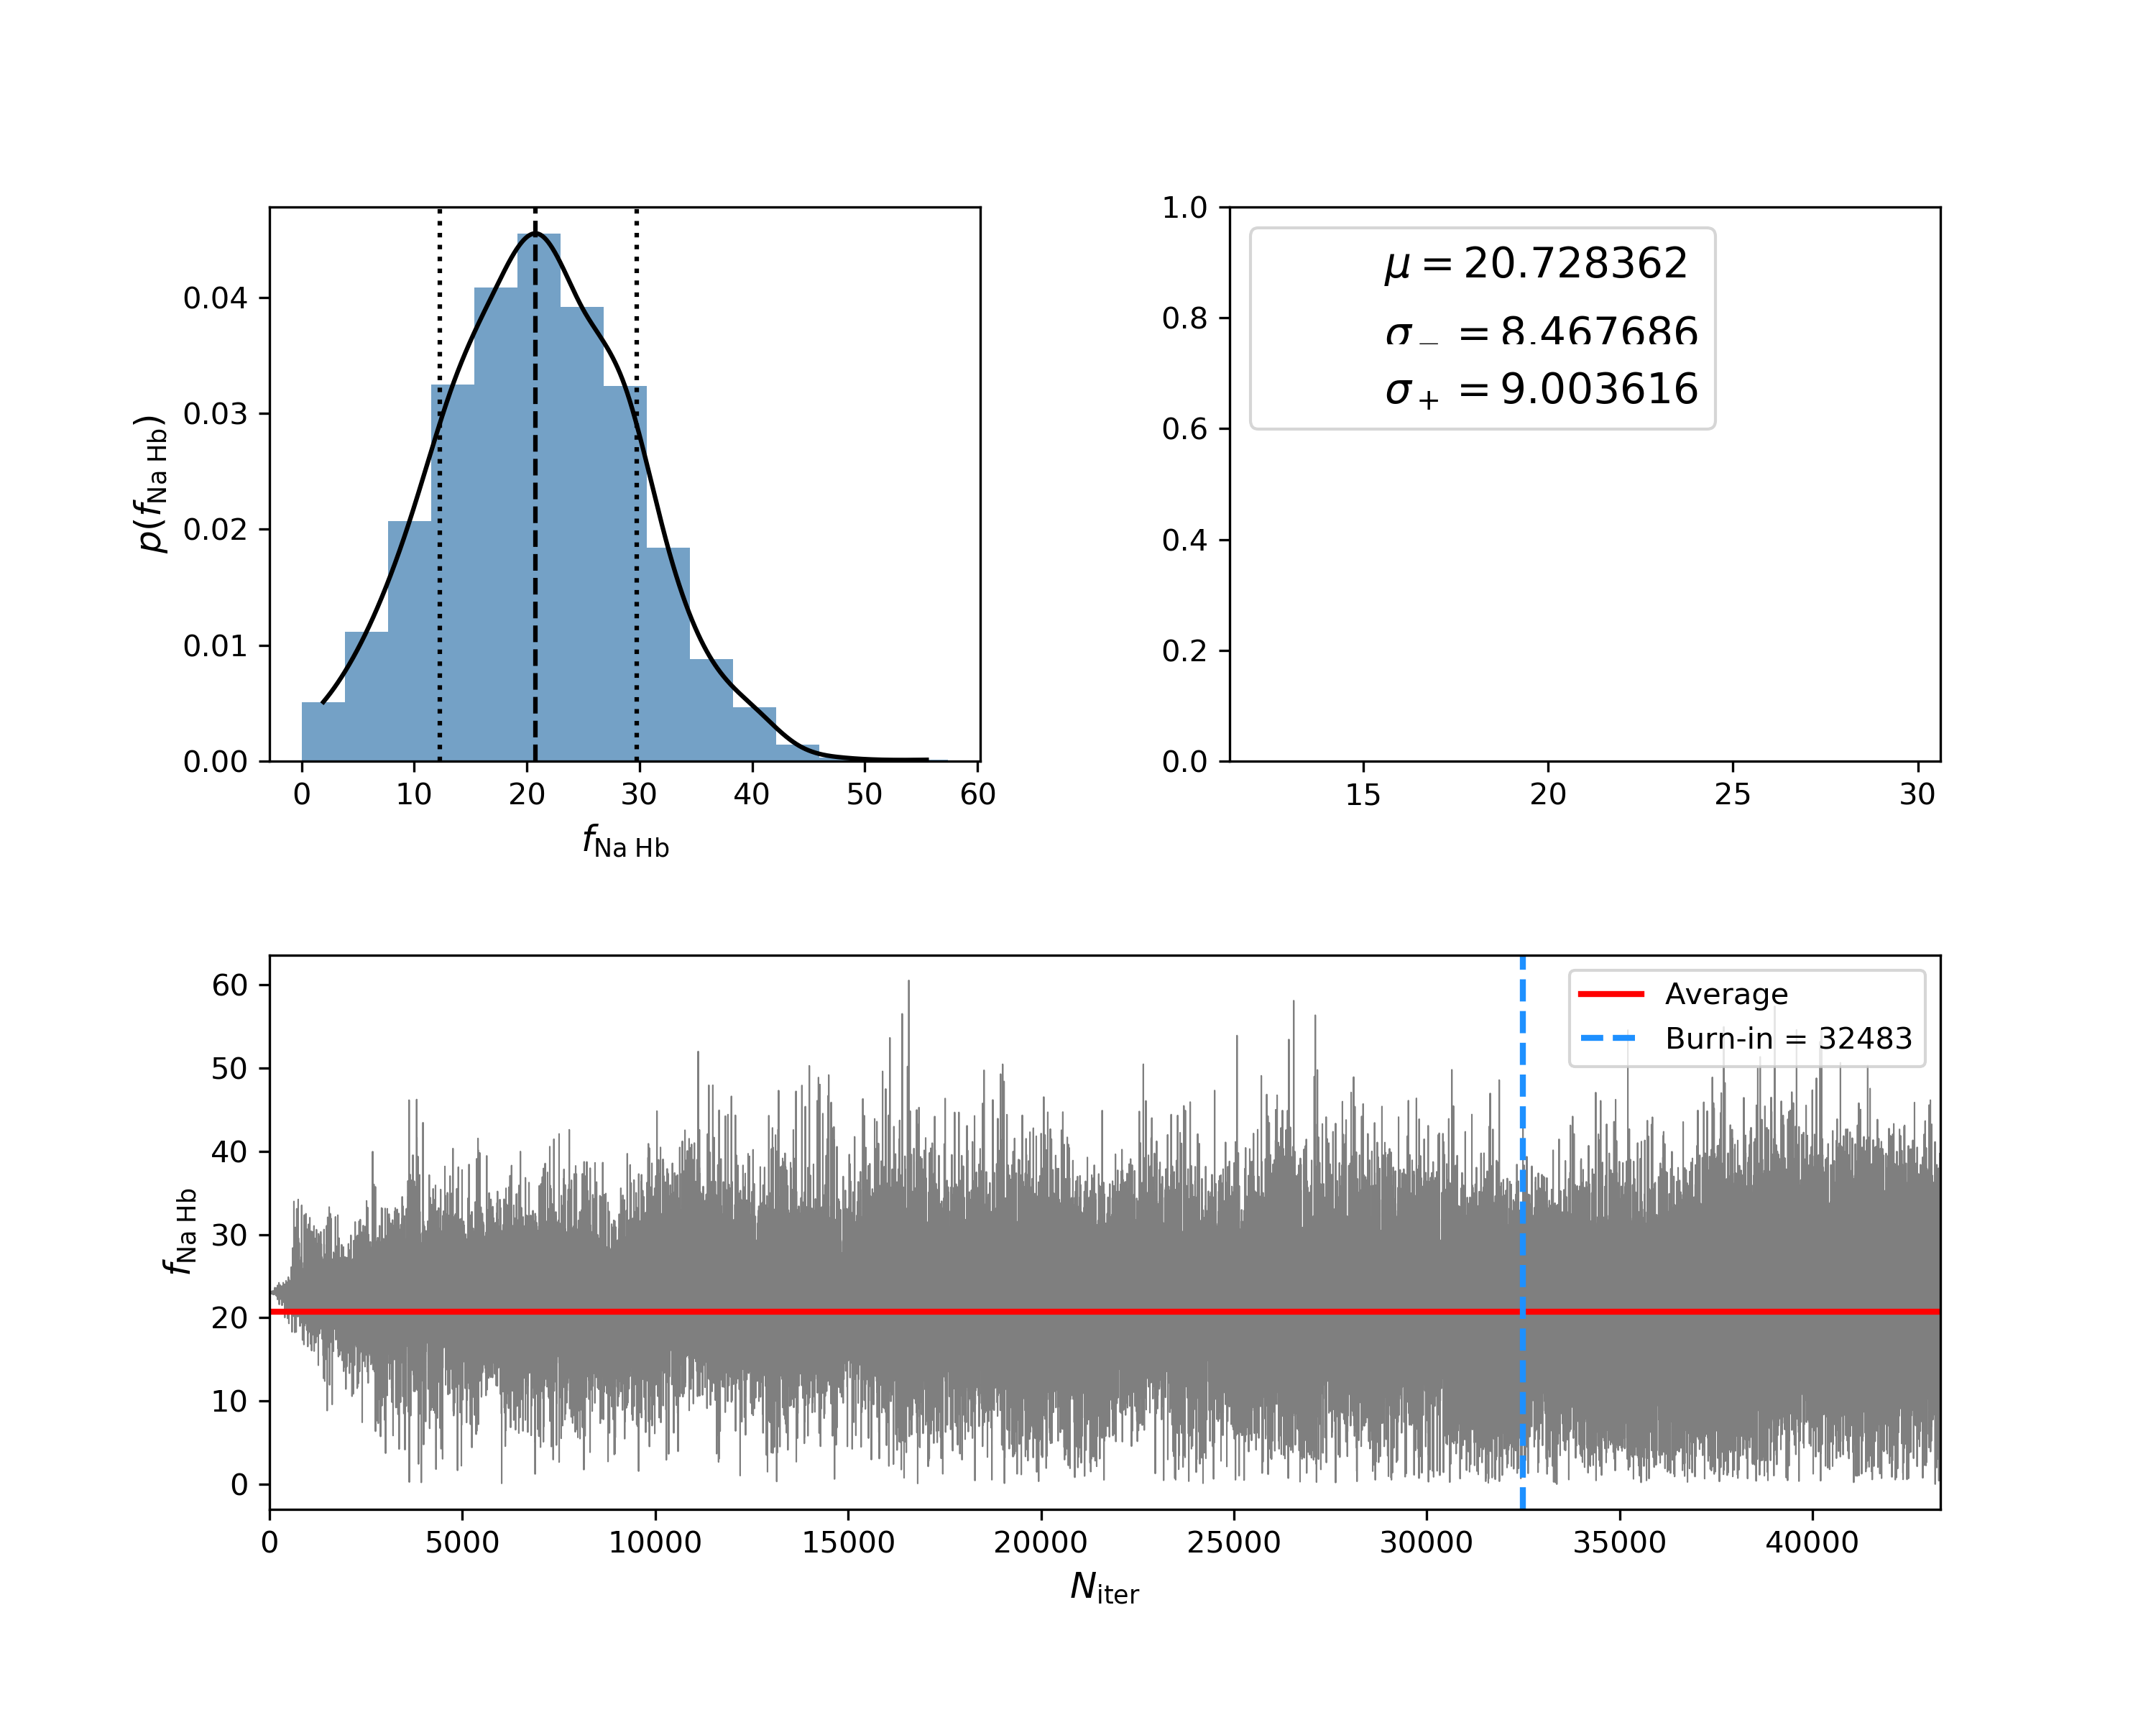 0.04
0.03
0.02
0.01
0.00
p(f_Na Hb)
0 10 20 30 40 50 60
f_Na Hb
1.0
0.8
0.6
0.4
0.2
0.0
μ = 20.728362
σ_− = 8.467686
σ_+ = 9.003616
15 20 25 30
60
50
40
30
20
10
0
f_Na Hb
Average
Burn-in = 32483
0 5000 10000 15000 20000 25000 30000 35000 40000
N_iter